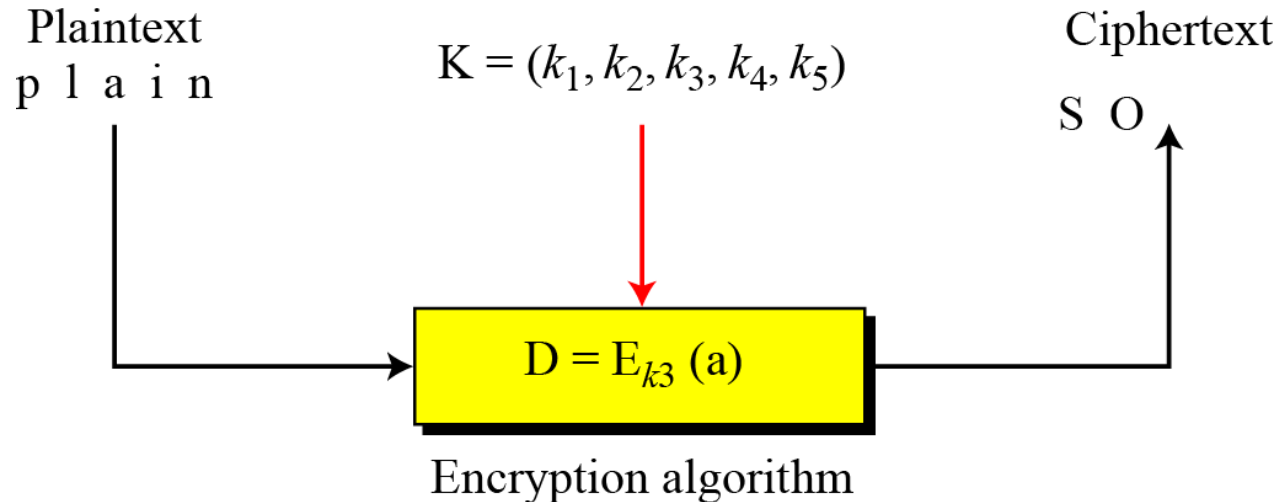 Plaintext
p l a i n
K = (k₁, k₂, k₃, k₄, k₅)
Ciphertext
S O
D = Eₖ₃ (a)
Encryption algorithm